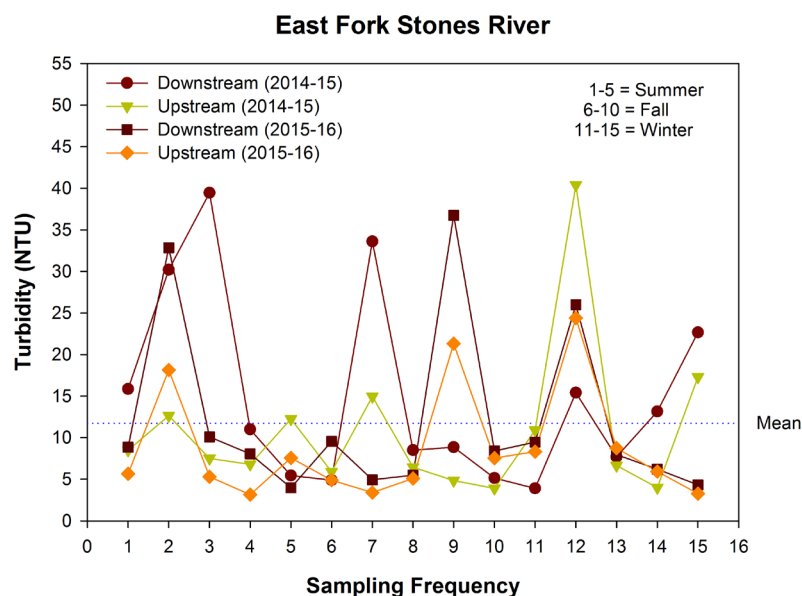 East Fork Stones River
55
50
45
40
35
30
25
20
15
10
5
0
Turbidity (NTU)
Downstream (2014-15)
Upstream (2014-15)
Downstream (2015-16)
Upstream (2015-16)
1-5 = Summer
6-10 = Fall
11-15 = Winter
Mean
0 1 2 3 4 5 6 7 8 9 10 11 12 13 14 15 16
Sampling Frequency